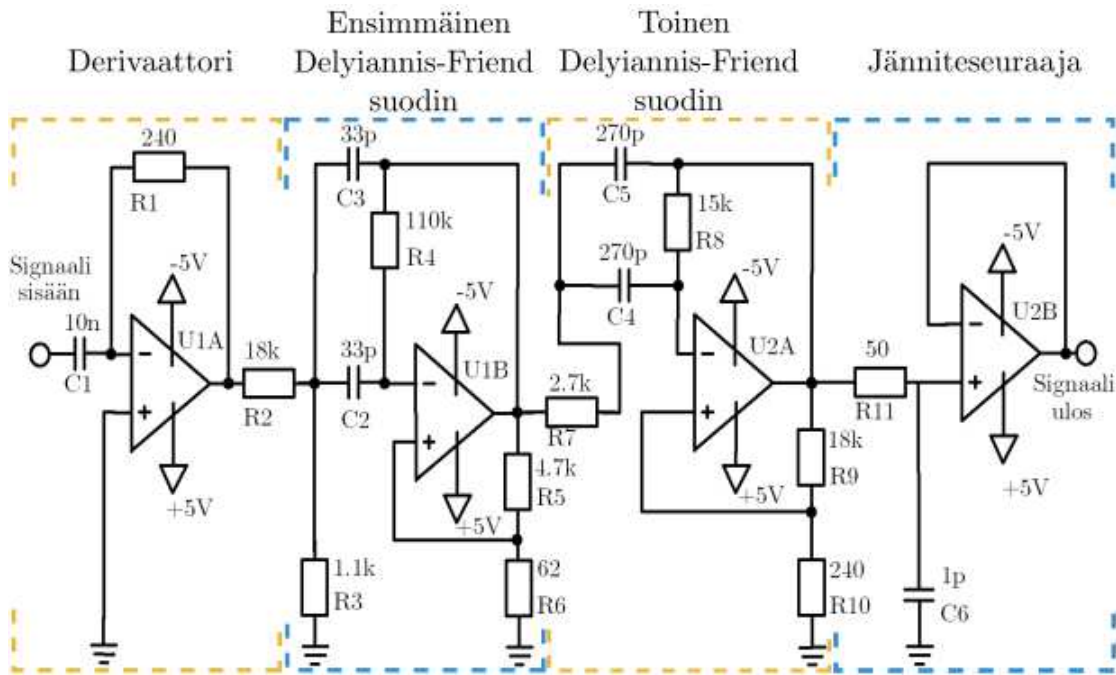 Derivaattori
Ensimmäinen
Delyiannis-Friend
suodin
Toinen
Delyiannis-Friend
suodin
Jänniteseuraaja
240
R1
Signaali
sisään
10n
C1
-5V
U1A
+5V
18k
R2
33p
C3
110k
R4
33p
C2
-5V
U1B
+5V
4.7k
R5
1.1k
R3
62
R6
2.7k
R7
270p
C5
15k
R8
270p
C4
-5V
U2A
+5V
18k
R9
240
R10
50
R11
1p
C6
-5V
U2B
+5V
Signaali
ulos